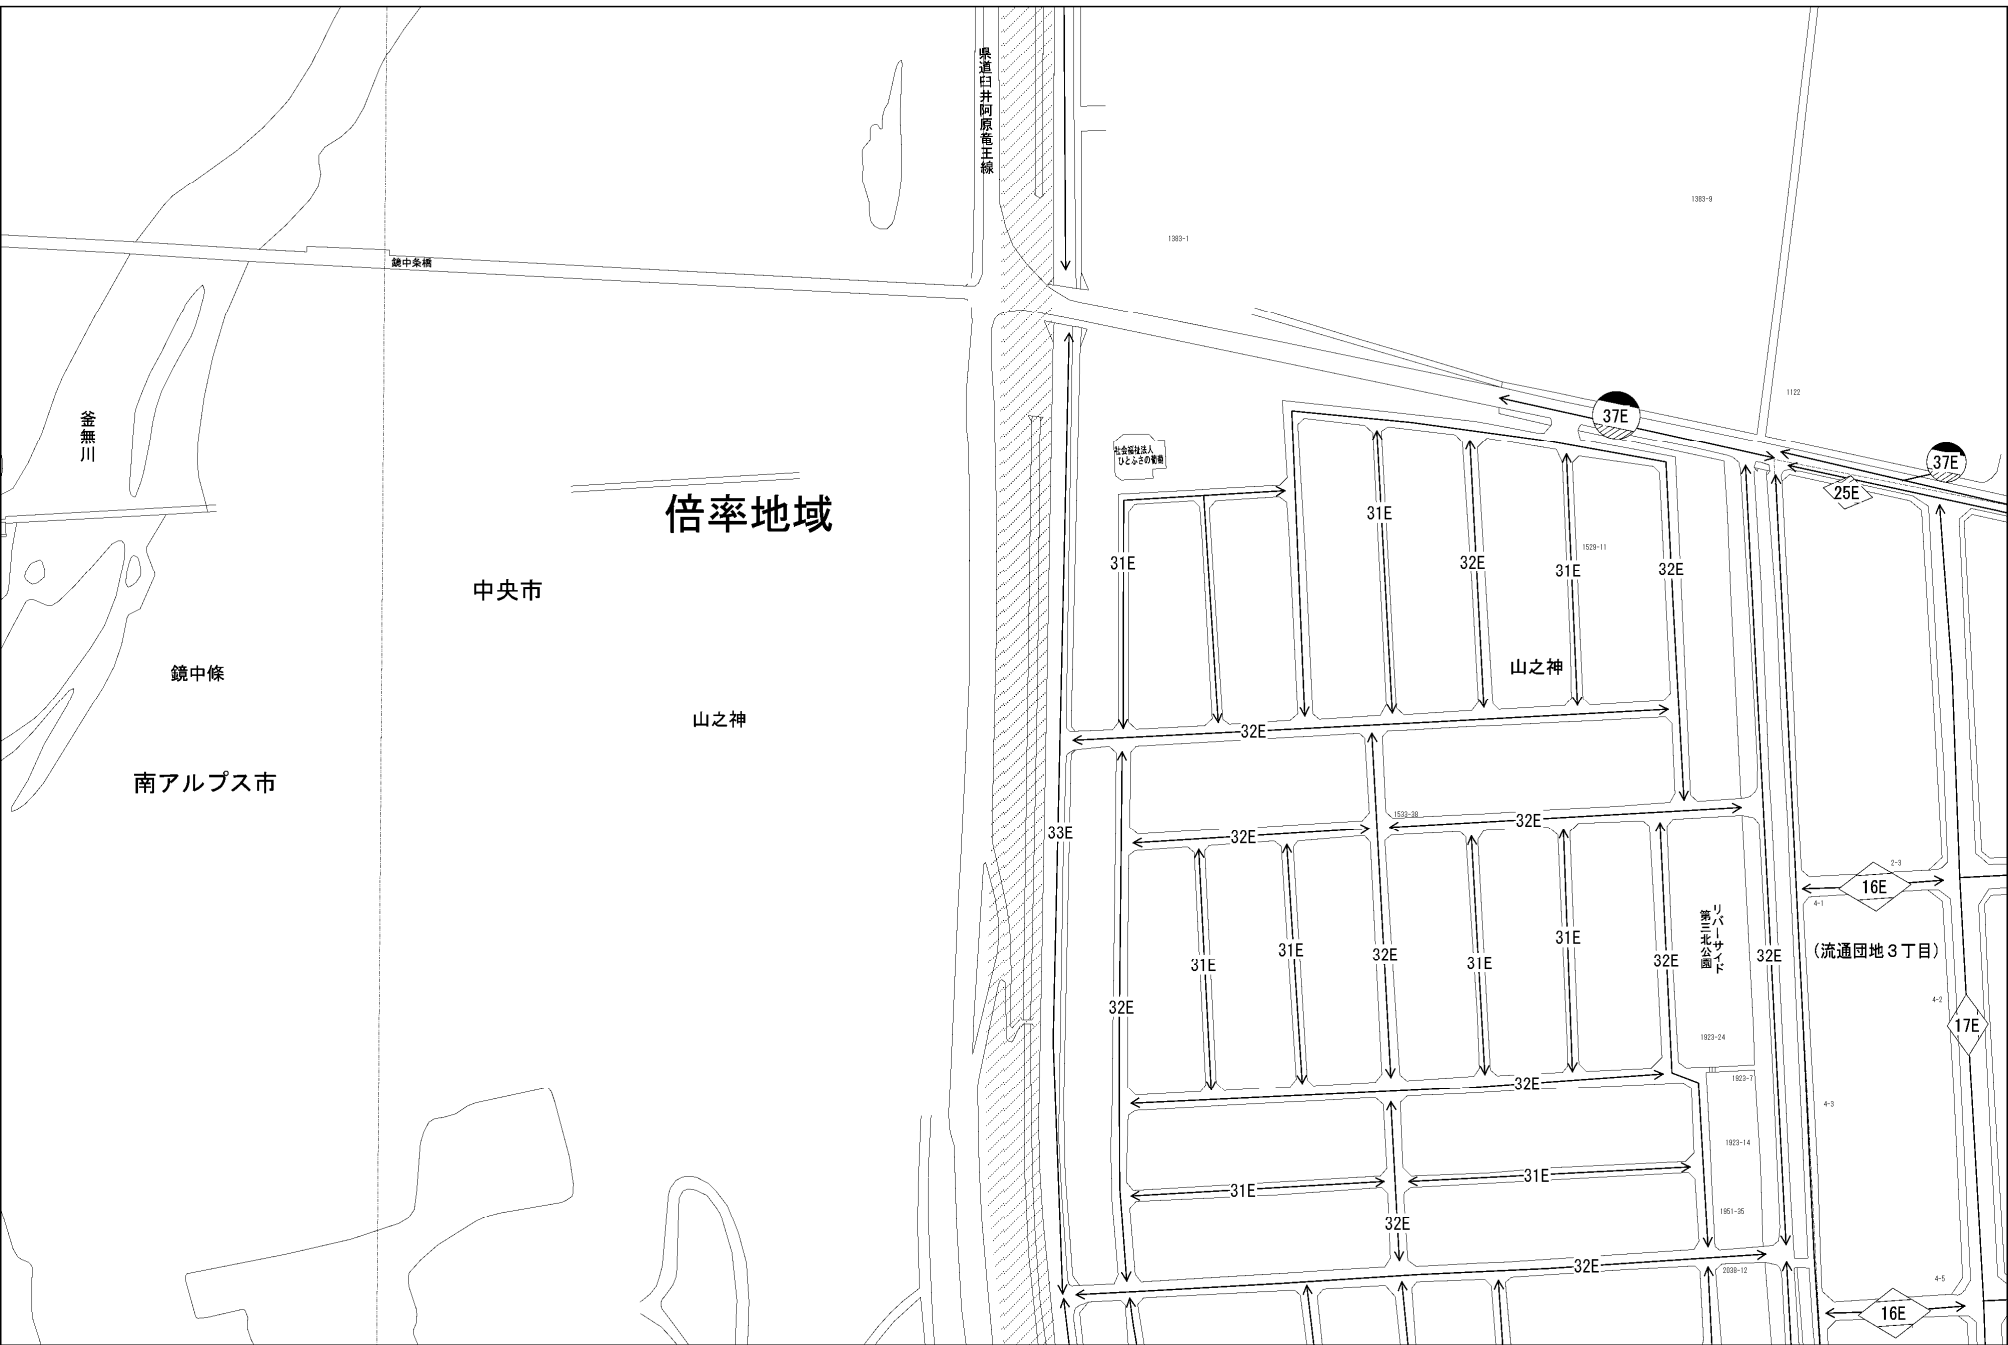 県道臼井阿原竜王線
1383-9
1383-1
鏡中条橋
1122
37E
釜無川
社会福祉法人
ひとふさの葡萄
37E
25E
倍率地域
31E
1529-11
31E
32E
31E
32E
中央市
山之神
鏡中條
山之神
32E
南アルプス市
1533-38
32E
33E
32E
2-3
16E
4-1
リバーサイド
第三北公園
31E
31E
32E
31E
31E
32E
32E
(流通団地3丁目)
4-2
32E
17E
1923-24
1923-7
32E
4-3
1923-14
31E
31E
1951-35
32E
32E
2038-12
4-5
16E